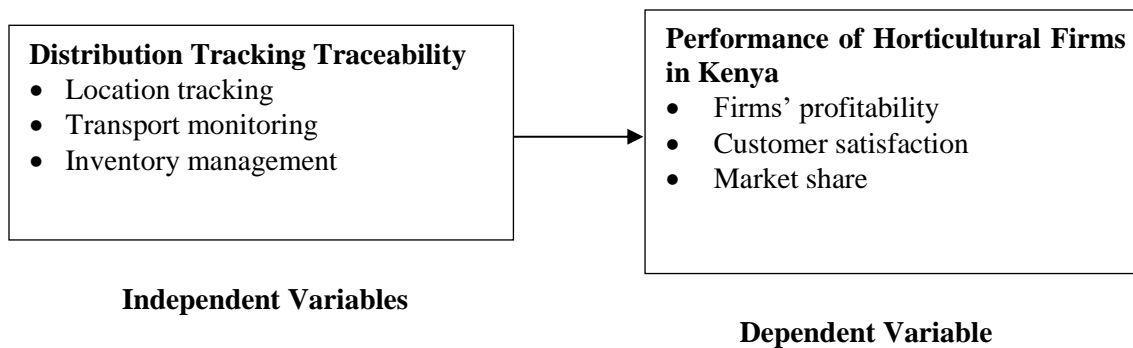 Distribution Tracking Traceability
• Location tracking
• Transport monitoring
• Inventory management
Performance of Horticultural Firms
in Kenya
• Firms’ profitability
• Customer satisfaction
• Market share
Independent Variables
Dependent Variable